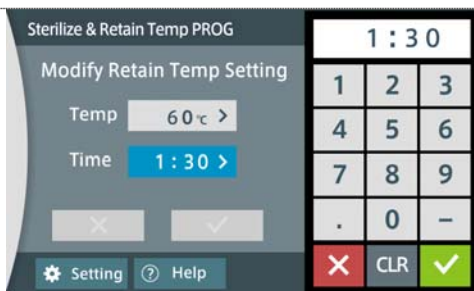 Sterilize & Retain Temp PROG
Modify Retain Temp Setting
Temp 60℃ >
Time 1:30 >
Setting ? Help
1:30
1 2 3
4 5 6
7 8 9
. 0 −
CLR